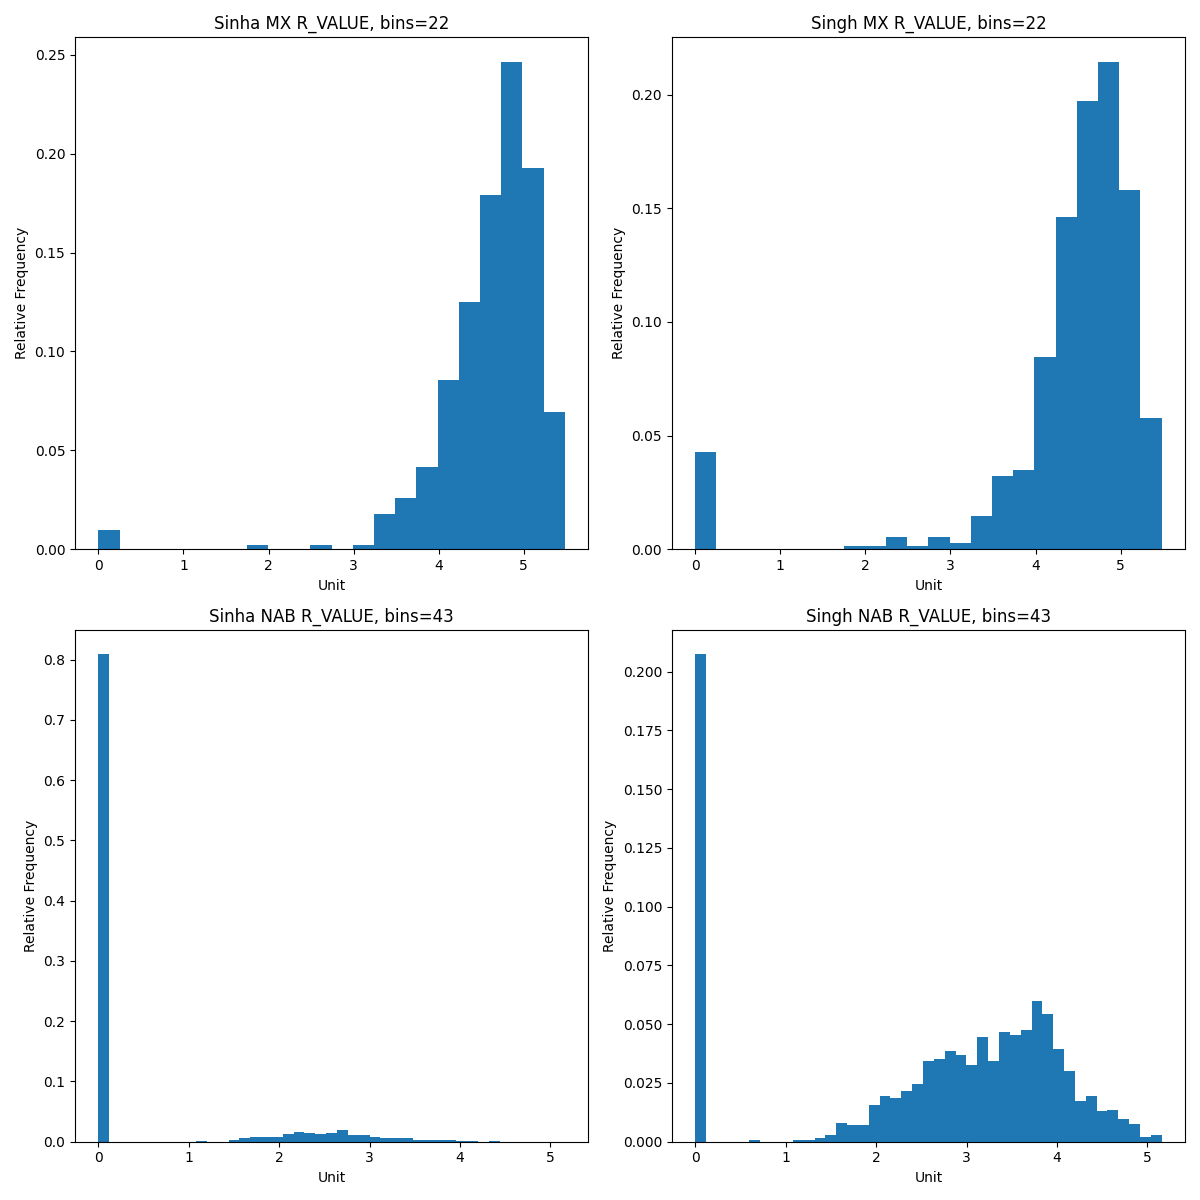 Sinha MX R_VALUE, bins=22
0.25
0.20
0.15
0.10
0.05
0.00
Relative Frequency
0 1 2 3 4 5
Unit
Singh MX R_VALUE, bins=22
0.20
0.15
0.10
0.05
0.00
Relative Frequency
0 1 2 3 4 5
Unit
Sinha NAB R_VALUE, bins=43
0.8
0.7
0.6
0.5
0.4
0.3
0.2
0.1
0.0
Relative Frequency
0 1 2 3 4 5
Unit
Singh NAB R_VALUE, bins=43
0.200
0.175
0.150
0.125
0.100
0.075
0.050
0.025
0.000
Relative Frequency
0 1 2 3 4 5
Unit